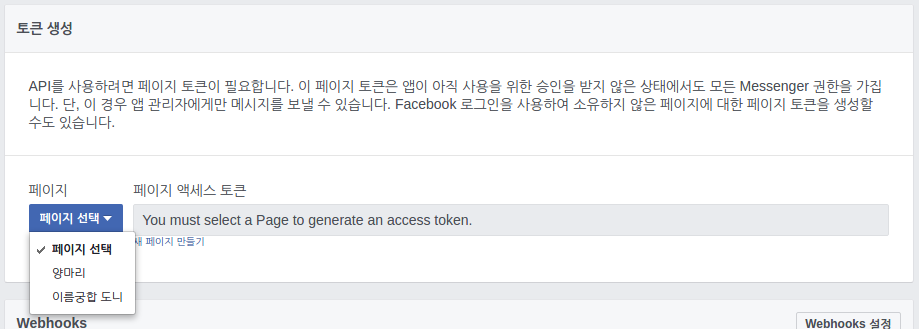 토큰 생성
API를 사용하려면 페이지 토큰이 필요합니다. 이 페이지 토큰은 앱이 아직 사용을 위한 승인을 받지 않은 상태에서도 모든 Messenger 권한을 가집
니다. 단, 이 경우 앱 관리자에게만 메시지를 보낼 수 있습니다. Facebook 로그인을 사용하여 소유하지 않은 페이지에 대한 페이지 토큰을 생성할
수도 있습니다.
페이지 페이지 액세스 토큰
페이지 선택 You must select a Page to generate an access token.
새 페이지 만들기
페이지 선택
양마리
이름궁합 도니
Webhooks Webhooks 설정